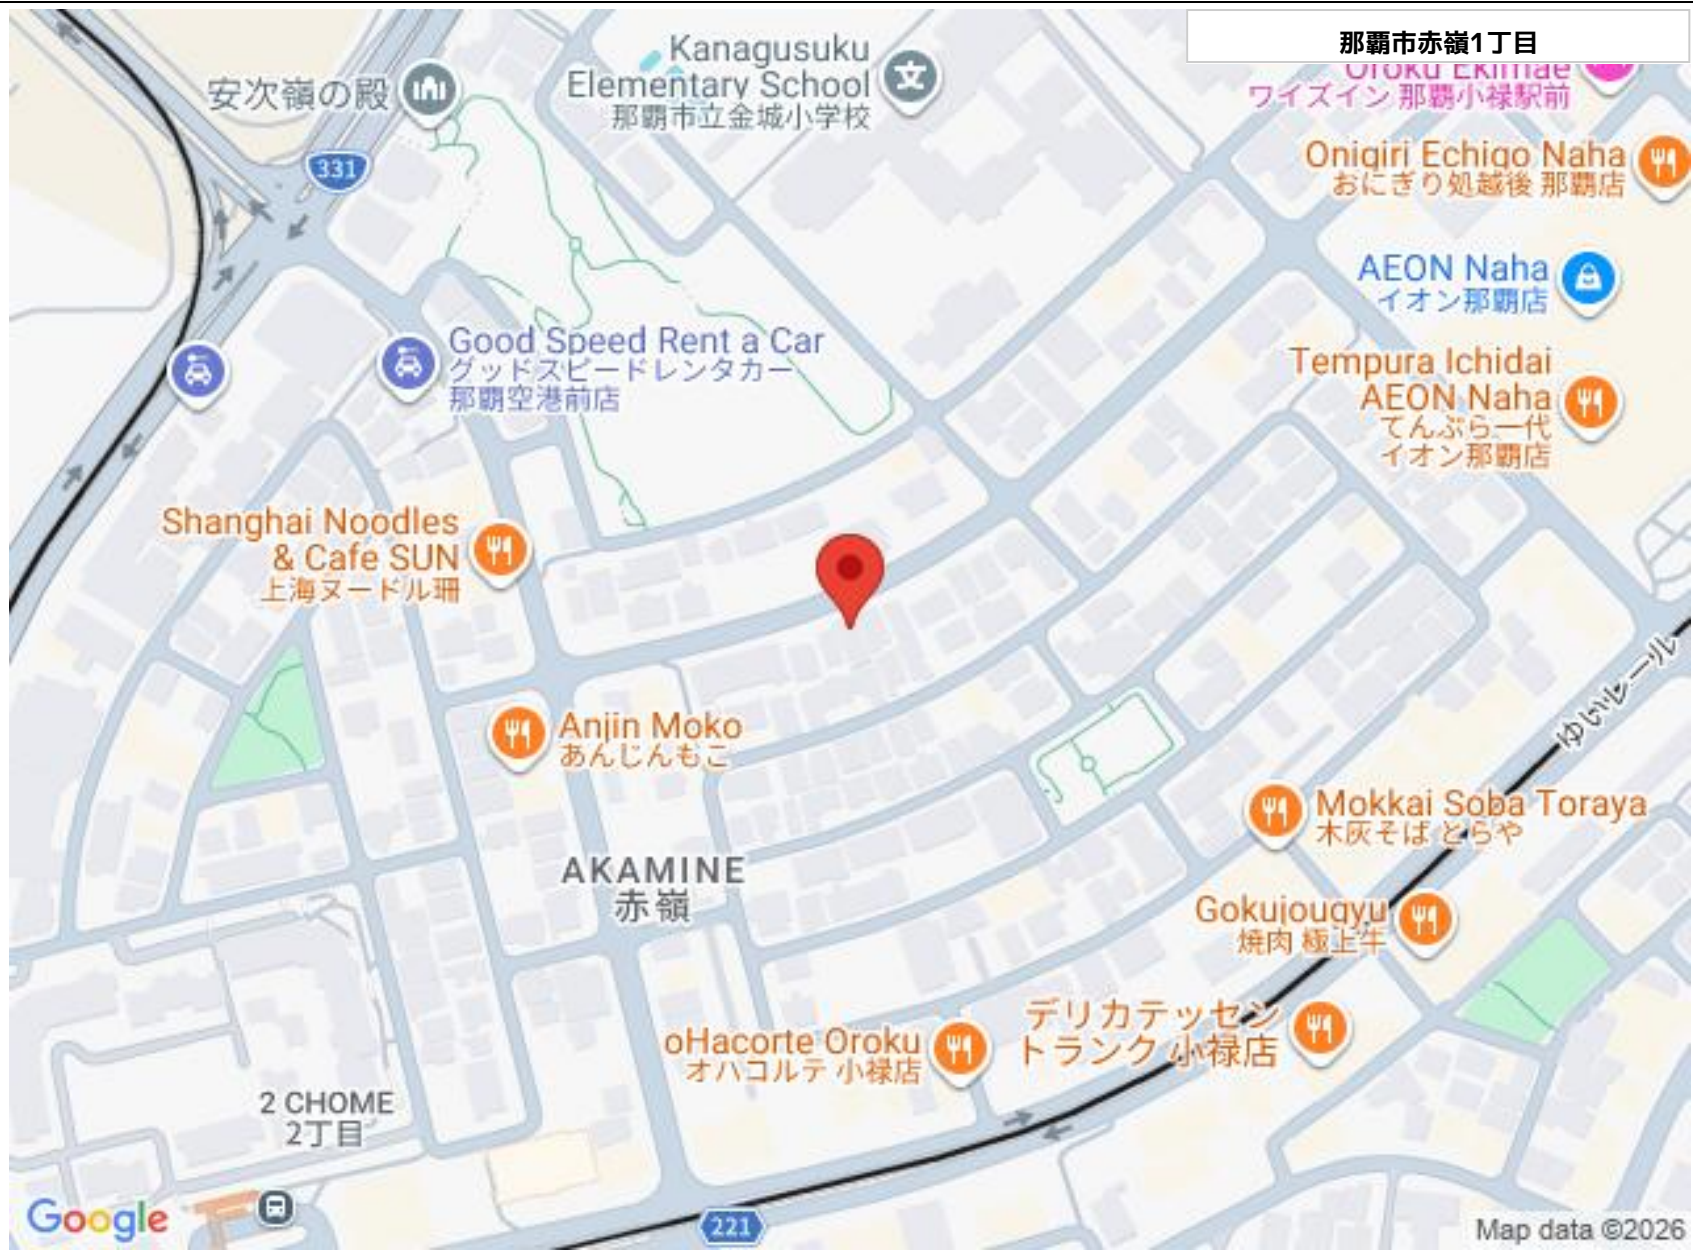 那覇市赤嶺1丁目
Kanagusuku
Elementary School
那覇市立金城小学校
安次嶺の殿
331
Oroku Ekimae
ワイズイン 那覇小禄駅前
Onigiri Echigo Naha
おにぎり処越後 那覇店
AEON Naha
イオン那覇店
Good Speed Rent a Car
グッドスピードレンタカー
那覇空港前店
Tempura Ichidai
AEON Naha
てんぷら一代
イオン那覇店
Shanghai Noodles
& Cafe SUN
上海ヌードル珊
ゆいレール
Anjin Moko
あんじんもこ
Mokkai Soba Toraya
木灰そば とらや
AKAMINE
赤嶺
Gokujougyu
焼肉 極上牛
デリカテッセン
トランク 小禄店
oHacorte Oroku
オハコルテ 小禄店
2 CHOME
2丁目
Google
221
Map data ©2026